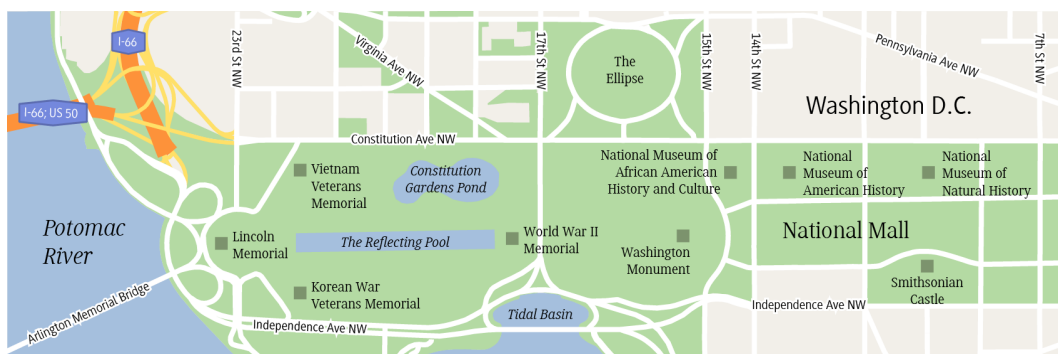 I-66
I-66; US 50
23rd St NW
Virginia Ave NW
17th St NW
The
Ellipse
15th St NW
14th St NW
Pennsylvania Ave NW
7th St NW
Washington D.C.
Constitution Ave NW
Vietnam
Veterans
Memorial
Constitution
Gardens Pond
National Museum of
African American
History and Culture
National
Museum of
American History
National
Museum of
Natural History
Potomac
River
Lincoln
Memorial
The Reflecting Pool
World War II
Memorial
Washington
Monument
National Mall
Korean War
Veterans Memorial
Smithsonian
Castle
Arlington Memorial Bridge
Independence Ave NW
Tidal Basin
Independence Ave NW